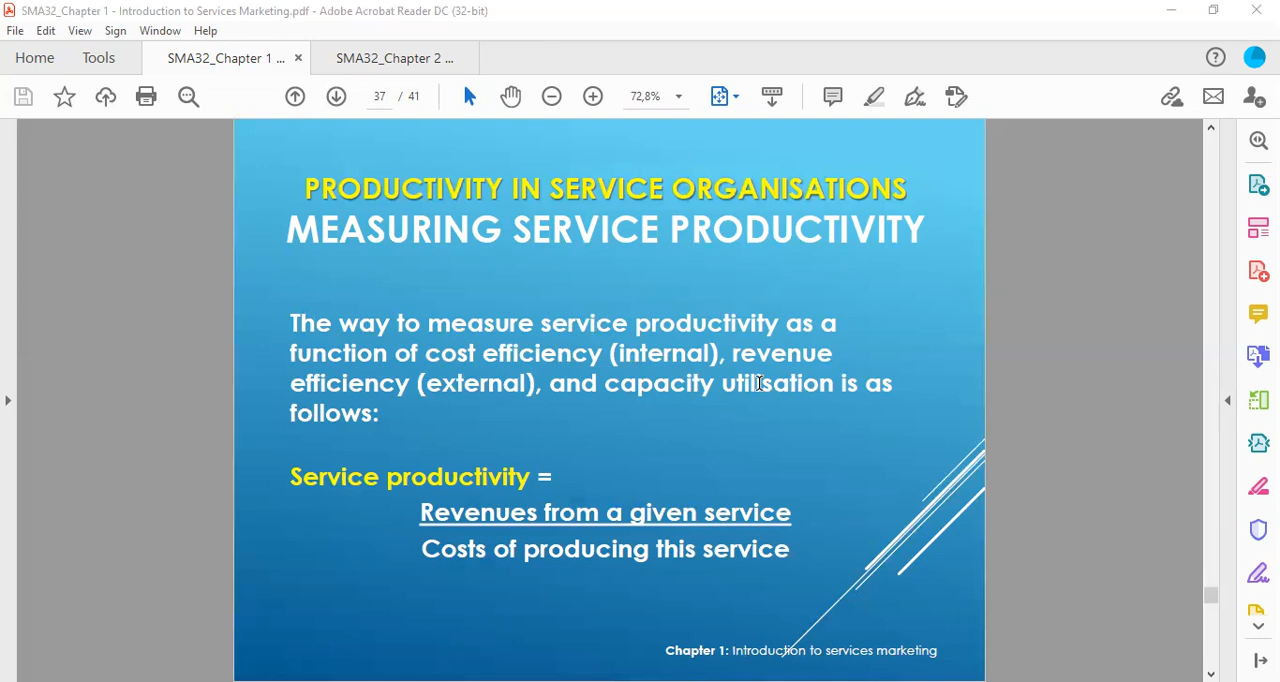 SMA32_Chapter 1 - Introduction to Services Marketing.pdf - Adobe Acrobat Reader DC (32-bit)
File Edit View Sign Window Help
Home Tools SMA32_Chapter 1 ... × SMA32_Chapter 2 ...
37 / 41 72,8%
PRODUCTIVITY IN SERVICE ORGANISATIONS
MEASURING SERVICE PRODUCTIVITY
The way to measure service productivity as a
function of cost efficiency (internal), revenue
efficiency (external), and capacity utilisation is as
follows:
Service productivity =
Revenues from a given service
Costs of producing this service
Chapter 1: Introduction to services marketing